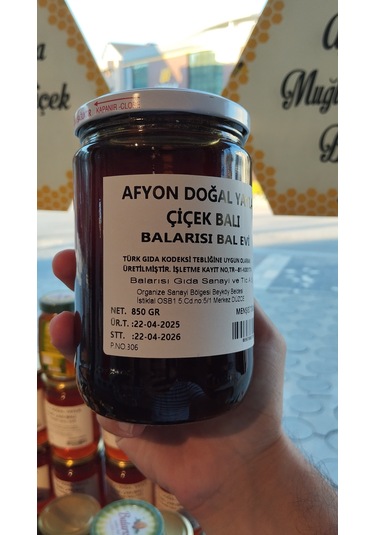 Muğ
çek
KAPANIR -CLOSE
AFYON DOĞAL
ÇİÇEK BALI
BALARISI BAL EVİ
TÜRK GIDA KODEKSİ TEBLİĞİNE UYGUN OLARAK
ÜRETİLMİŞTİR. İŞLETME KAYIT NO:TR-
Balarısı Gıda Sanayi ve Tic
Organize Sanayi Bölgesi Beyköy Beldesi
İstiklal OSB1 5.Cd.no 5/1 Merkez DÜZCE
NET. 850 GR
ÜR.T. :22-04-2025
STT. :22-04-2026
P.NO.306